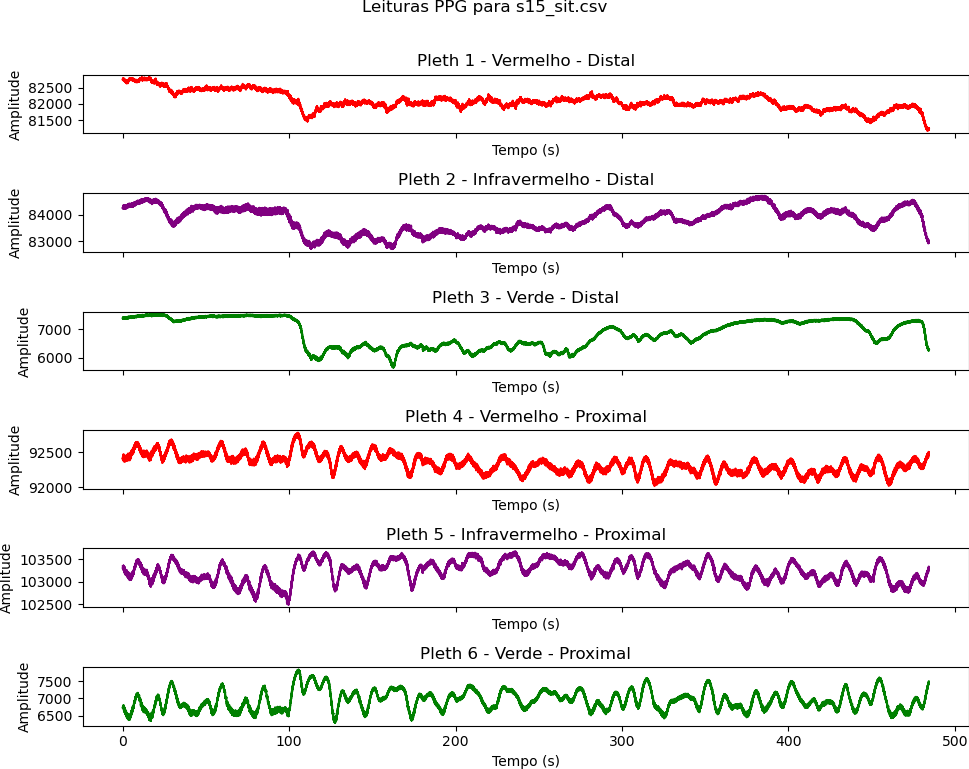 Leituras PPG para s15_sit.csv
Pleth 1 - Vermelho - Distal
Amplitude
82500
82000
81500
Tempo (s)
Pleth 2 - Infravermelho - Distal
Amplitude
84000
83000
Tempo (s)
Pleth 3 - Verde - Distal
Amplitude
7000
6000
Tempo (s)
Pleth 4 - Vermelho - Proximal
Amplitude
92500
92000
Tempo (s)
Pleth 5 - Infravermelho - Proximal
Amplitude
103500
103000
102500
Tempo (s)
Pleth 6 - Verde - Proximal
Amplitude
7500
7000
6500
0 100 200 300 400 500
Tempo (s)